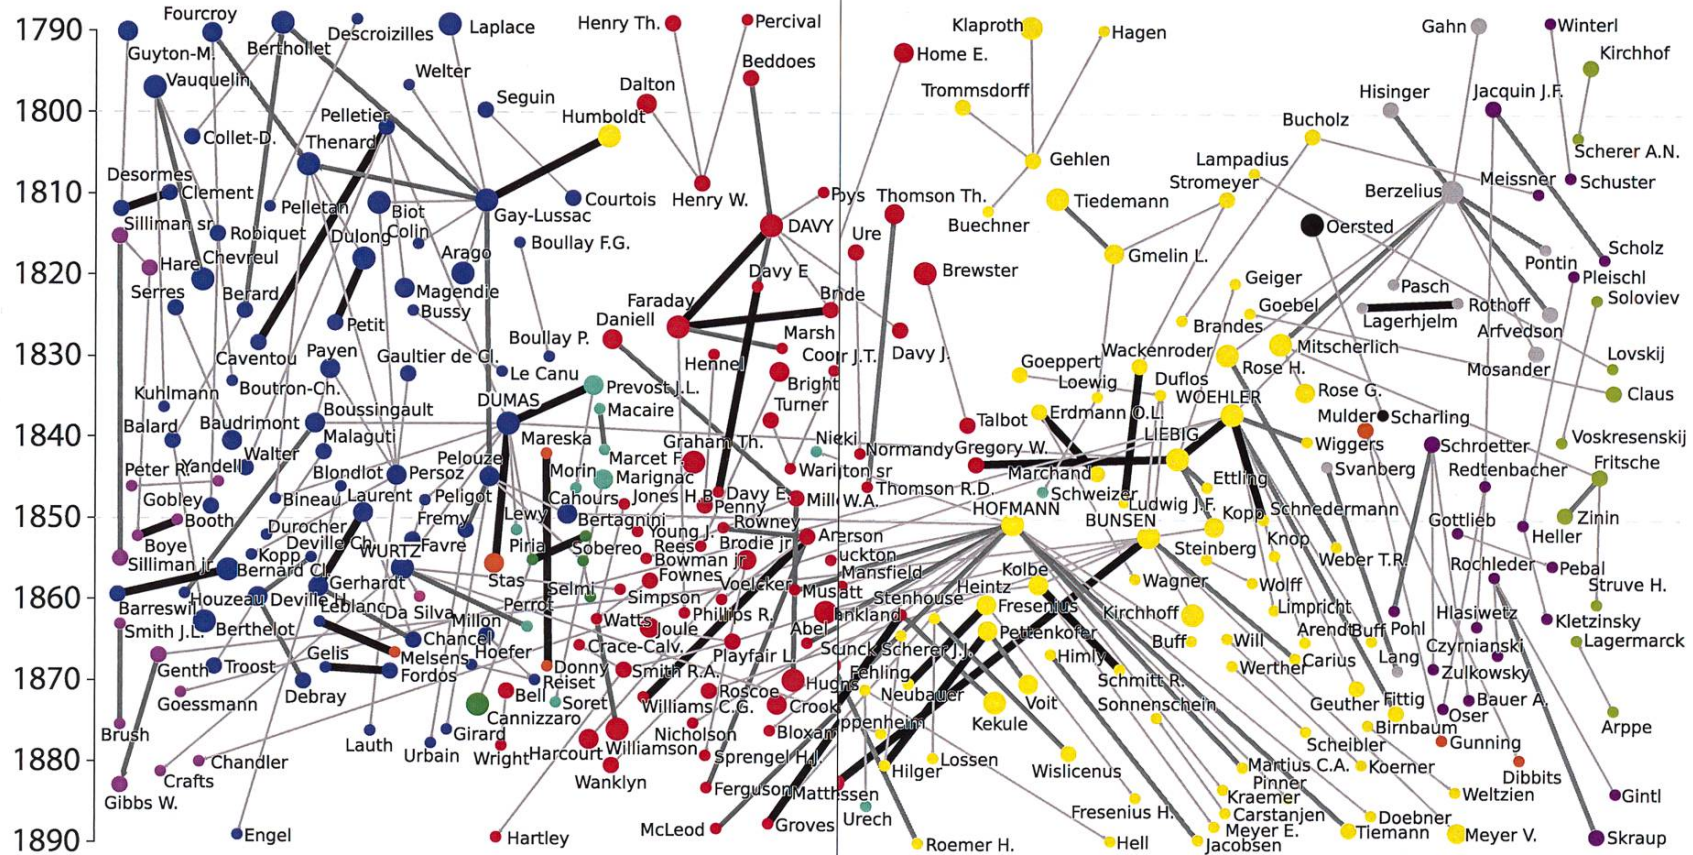 1790
Fourcroy
Descroizilles
Laplace
Henry Th.
Percival
Klaproth
Hagen
Gahn
Winterl
Guyton-M.
Berthollet
Beddoes
Home E.
Kirchhof
Vauquelin
Welter
Dalton
Trommsdorff
Hisinger
Jacquin J.F.
Seguin
1800
Pelletier
Humboldt
Bucholz
Collet-D.
Thenard
Gehlen
Lampadius
Scherer A.N.
Desormes
Stromeyer
Meissner
Schuster
1810
Clement
Pelletan
Biot
Gay-Lussac
Courtois
Henry W.
Thomson Th.
Tiedemann
Berzelius
Silliman sr
Robiquet
Colin
Dulong
Boullay F.G.
DAVY
Ure
Buechner
Oersted
Scholz
Hare
Chevreul
Arago
Davy E
Brewster
Gmelin L.
Pontin
1820
Pleischl
Serres
Berard
Magendie
Faraday
Geiger
Pasch
Soloviev
Bussy
Daniell
Goebel
Rothoff
Petit
Marsh
Brandes
Lagerhjelm
Arfvedson
1830
Caventou
Payen
Gaultier de Cl.
Boullay P.
Hennel
Davy J.
Wackenroder
Mitscherlich
Lovskij
Boutron-Ch.
Le Canu
Bright
Goeppert
Rose H.
Mosander
Kuhlmann
Prevost J.L.
Turner
Loewig
Duflos
Rose G.
Claus
Boussingault
DUMAS
Macaire
Talbot
Erdmann O.L.
WOEHLER
Mulder
Scharling
1840
Balard
Baudrimont
Malaguti
Mareska
Graham Th.
Normandy
Gregory W.
LIEBIG
Wiggers
Schroetter
Voskresenskij
Walter
Pelouze
Marcet F.
Marchand
Svanberg
Redtenbacher
Fritsche
Peter R.
Yandell
Blondlot
Persoz
Morin
Marignac
Thomson R.D.
Schweizer
Ettling
Gobley
Bineau
Laurent
Peligot
Cahours
Jones H.B.
Davy E.
Mill W.A.
Ludwig J.F.
Schnedermann
1850
Booth
Durocher
Fremy
Lewy
Bertagnini
Penny
HOFMANN
BUNSEN
Kopp
Gottlieb
Zinin
Boye
Deville Ch.
Favre
Piria
Sobereo
Young J.
Rowney
Knop
Heller
Silliman jr
Kopp
WURTZ
Rees
Brodie jr
Steinberg
Weber T.R.
Bernard Cl.
Gerhardt
Stas
Bowman jr
Mansfield
Kolbe
Wagner
Rochleder
Pebal
1860
Barreswil
Houzeau
Deville H.
Selmi
Fownes
Voelcker
Heintz
Wolff
Struve H.
Leblanc
Da Silva
Perrot
Simpson
Musatt
Stenhouse
Fresenius
Limpricht
Hlasiwetz
Smith J.L.
Berthelot
Millon
Watts
Phillips R.
Kirchhoff
Arendt
Buff
Pohl
Kletzinsky
Chancel
Joule
Abel
Pettenkofer
Buff
Will
Czyrnianski
Lagermarck
Gelis
Melsens
Hoefer
Crace-Calv.
Playfair L.
Scherer J.J.
Himly
Werther
Carius
Lang
1870
Genth
Troost
Fordos
Donny
Smith R.A.
Fehling
Schmitt R.
Zulkowsky
Goessmann
Debray
Reiset
Bell
Soret
Roscoe
Neubauer
Voit
Sonnenschein
Geuther
Fittig
Bauer A.
Cannizzaro
Williams C.G.
Kekule
Birnbaum
Oser
Arppe
Brush
Lauth
Girard
Nicholson
Scheibler
Gunning
Urbain
Wright
Harcourt
Williamson
1880
Chandler
Wanklyn
Sprengel H.J.
Hilger
Lossen
Wislicenus
Martius C.A.
Koerner
Dibbits
Crafts
Pinner
Gibbs W.
Ferguson
Kraemer
Weltzien
Gintl
Urech
Fresenius H.
Carstanjen
Doebner
1890
Engel
Hartley
McLeod
Groves
Roemer H.
Hell
Meyer E.
Jacobsen
Tiemann
Meyer V.
Skraup